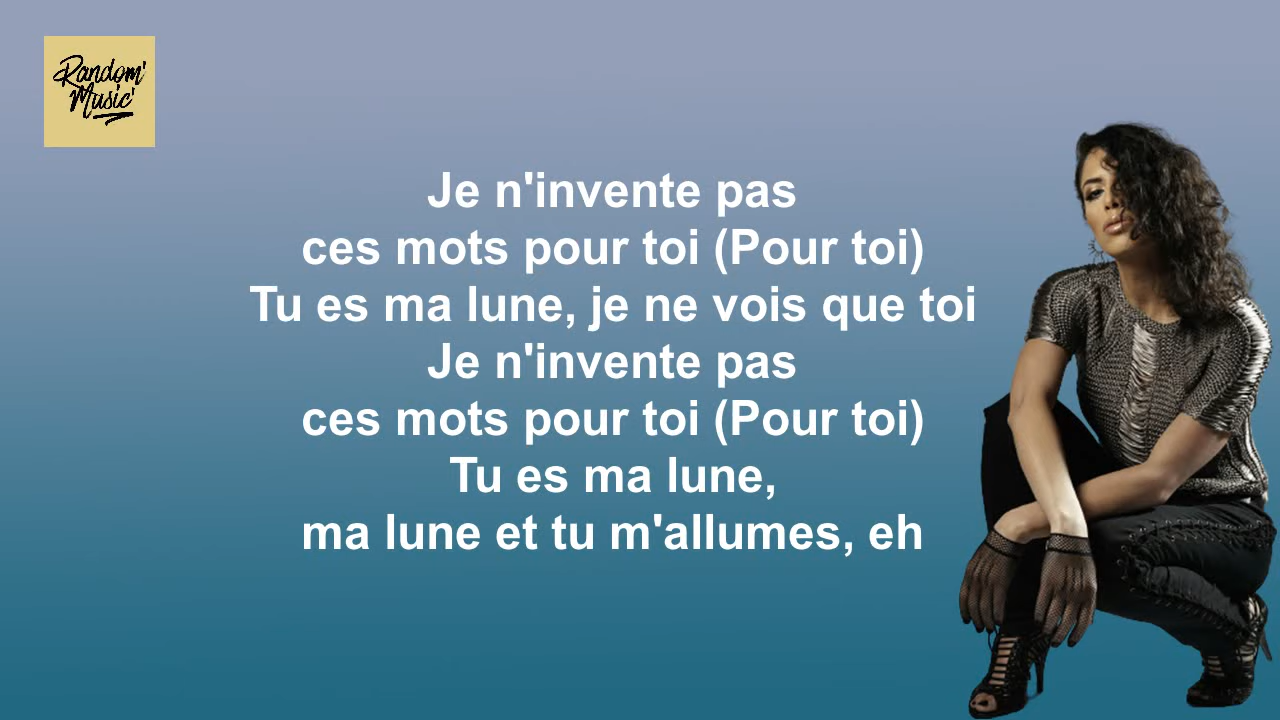 Random'
Music'
Je n'invente pas
ces mots pour toi (Pour toi)
Tu es ma lune, je ne vois que toi
Je n'invente pas
ces mots pour toi (Pour toi)
Tu es ma lune,
ma lune et tu m'allumes, eh